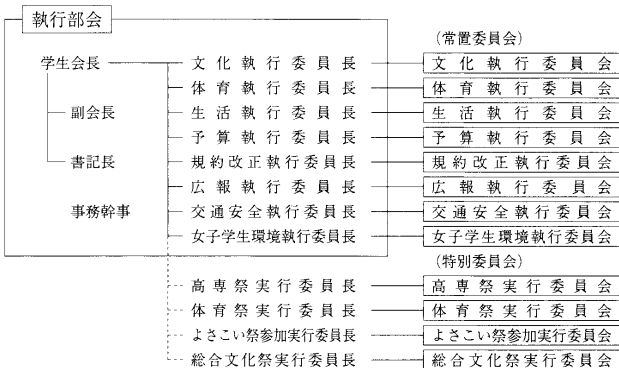 執行部会
(常置委員会)
学生会長 文化執行委員長 文化執行委員会
体育執行委員長 体育執行委員会
副会長 生活執行委員長 生活執行委員会
予算執行委員長 予算執行委員会
書記長 規約改正執行委員長 規約改正執行委員会
広報執行委員長 広報執行委員会
事務幹事 交通安全執行委員長 交通安全執行委員会
女子学生環境執行委員長 女子学生環境執行委員会
(特別委員会)
高専祭実行委員長 高専祭実行委員会
体育祭実行委員長 体育祭実行委員会
よさこい祭参加実行委員長 よさこい祭参加実行委員会
総合文化祭実行委員長 総合文化祭実行委員会